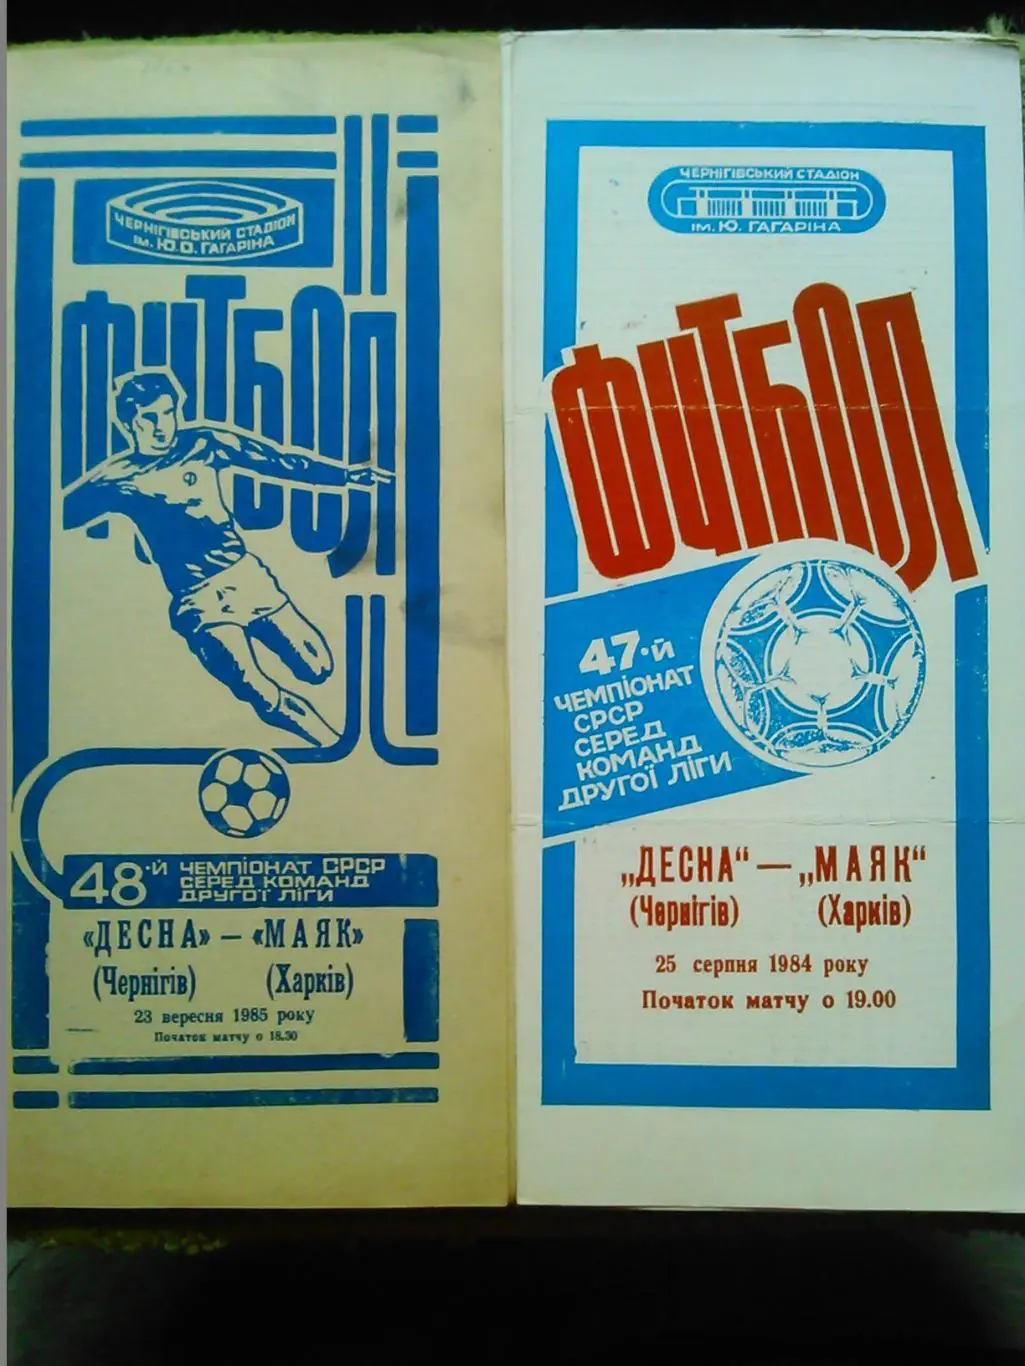 ЧЕРНІГІВСЬКИЙ СТАДІОН
ІМ. Ю.О. ГАГАРІНА
ФУТБОЛ
Ф
48-й ЧЕМПІОНАТ СРСР
СЕРЕД КОМАНД
ДРУГОЇ ЛІГИ
«ДЕСНА» — «МАЯК»
(Чернігів) (Харків)
23 вересня 1985 року
Початок матчу о 18.30
ЧЕРНІГІВСЬКИЙ СТАДІОН
ІМ. Ю. ГАГАРІНА
ФУТБОЛ
47-й
ЧЕМПІОНАТ
СРСР
СЕРЕД
КОМАНД
ДРУГОЇ ЛІГИ
„ДЕСНА“ — „МАЯК“
(Чернігів) (Харків)
25 серпня 1984 року
Початок матчу о 19.00